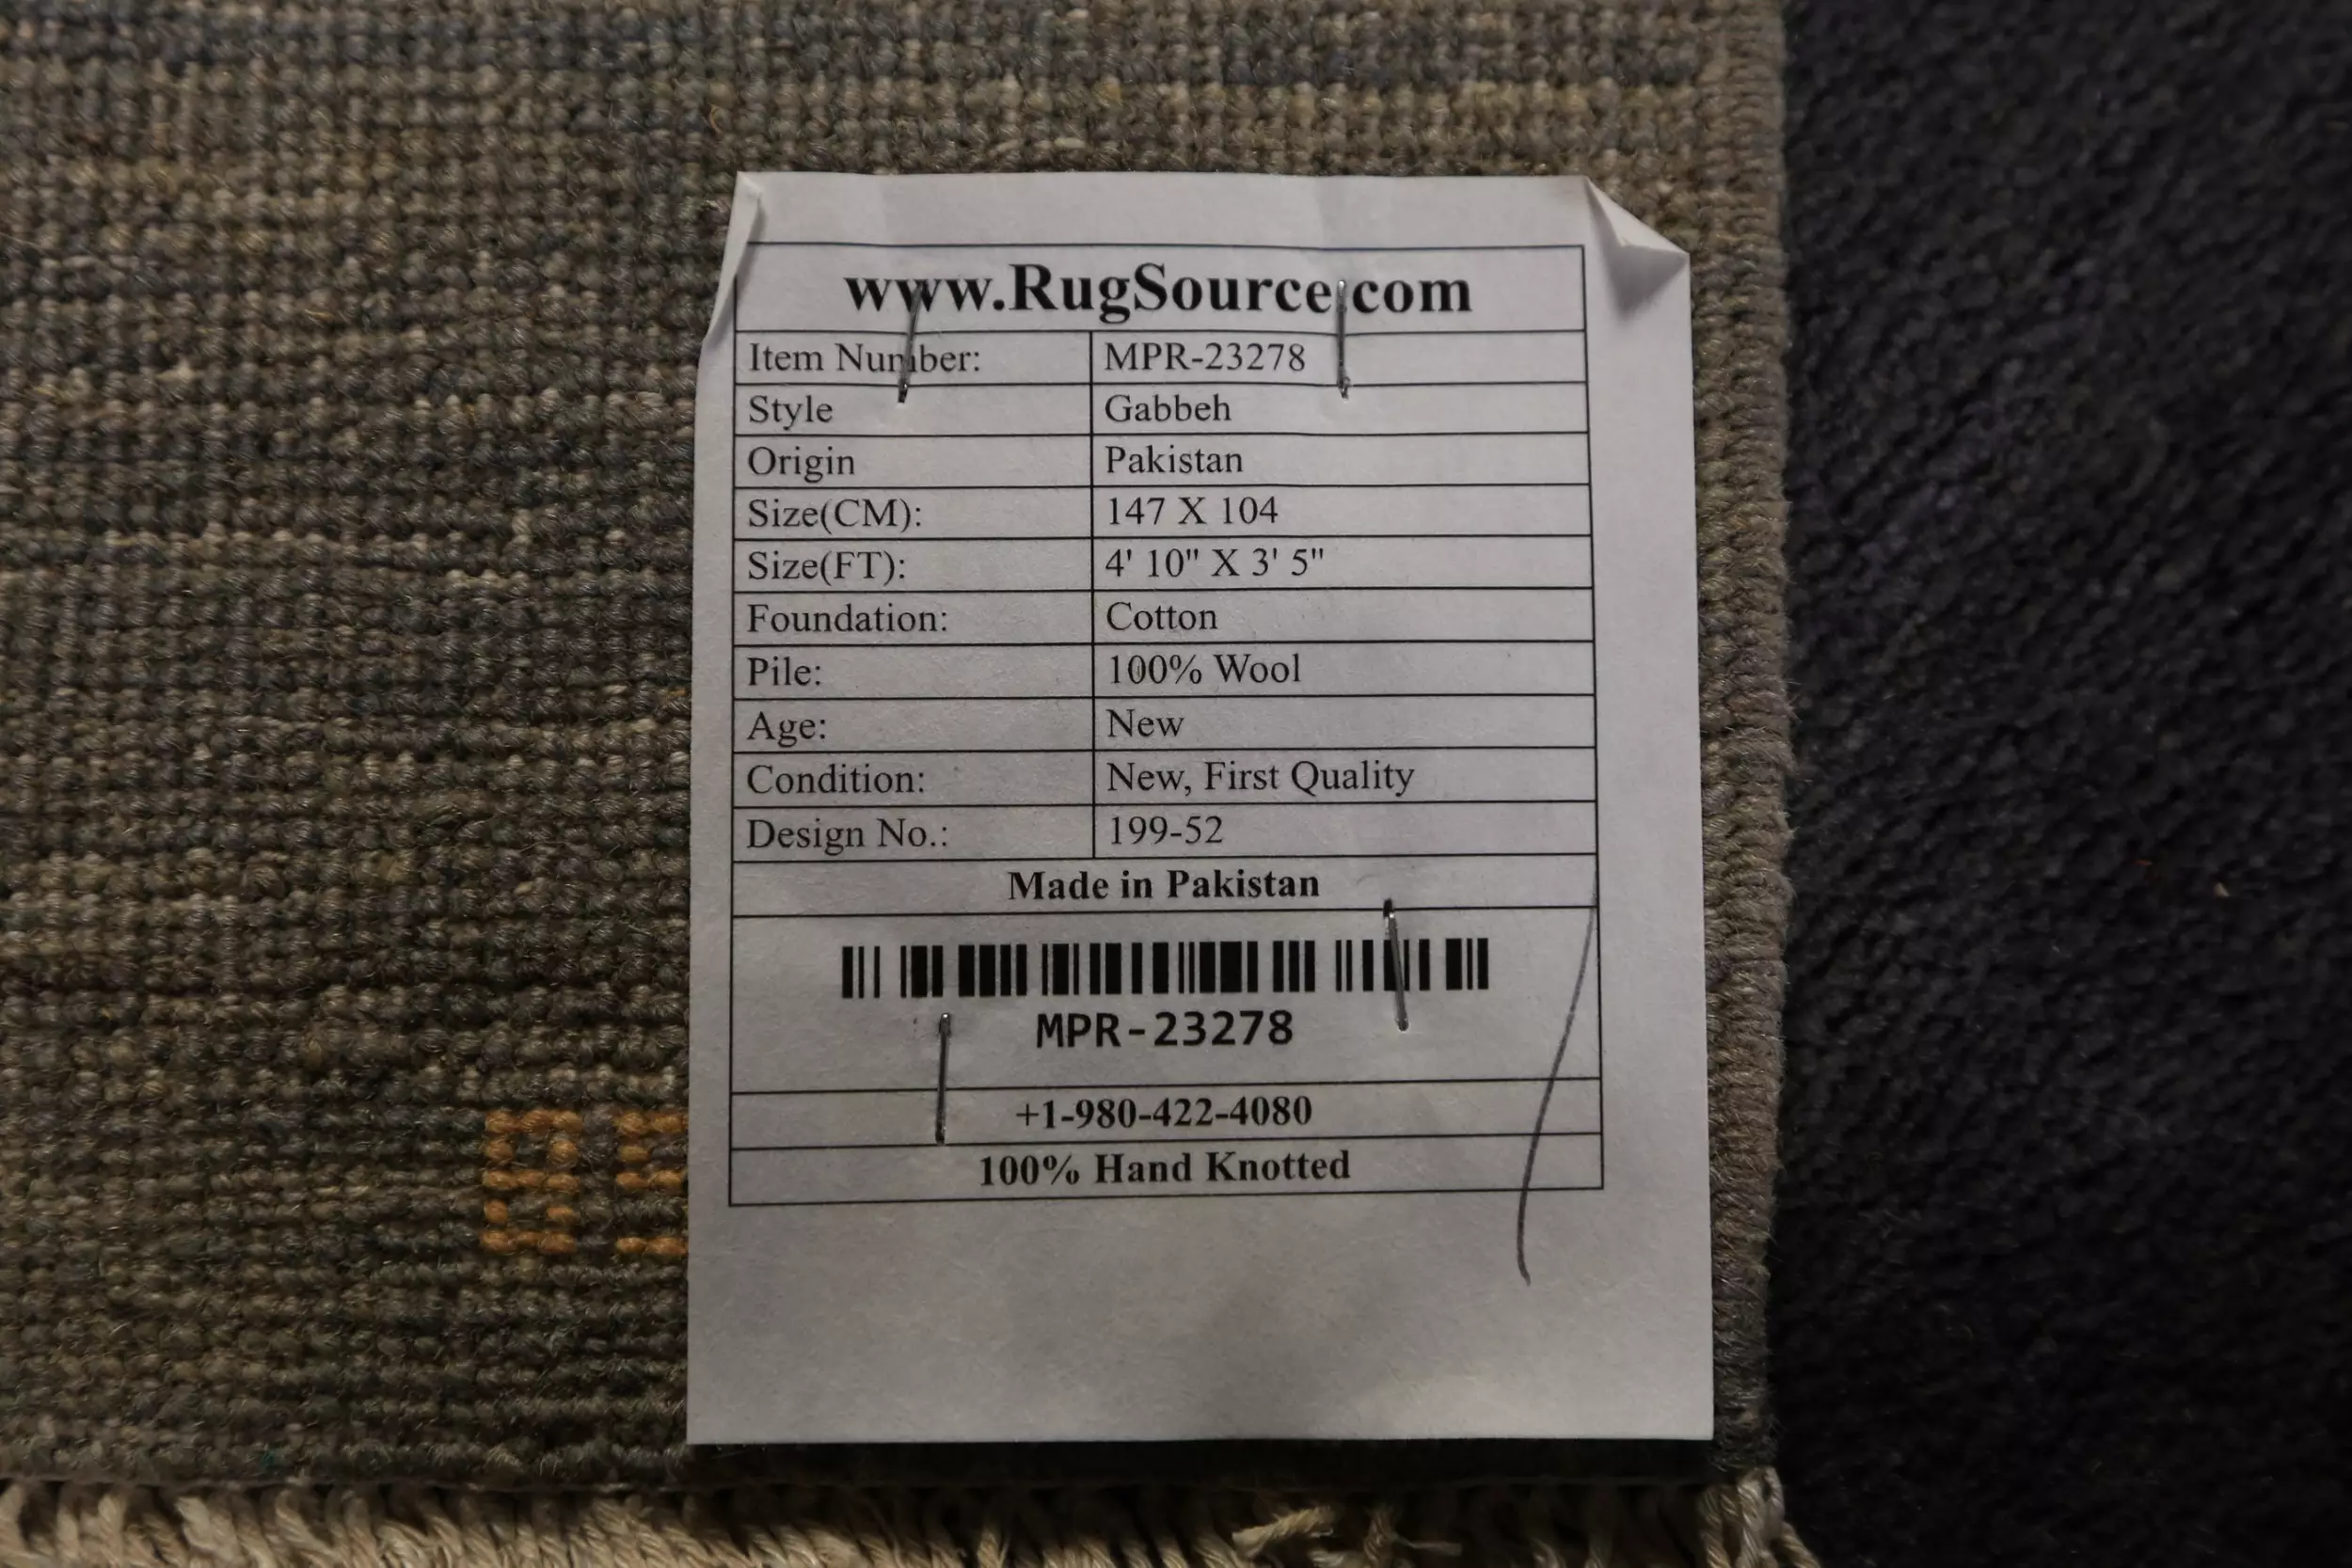 www.RugSource.com
Item Number: MPR-23278
Style Gabbeh
Origin Pakistan
Size(CM): 147 X 104
Size(FT): 4' 10" X 3' 5"
Foundation: Cotton
Pile: 100% Wool
Age: New
Condition: New, First Quality
Design No.: 199-52
Made in Pakistan
MPR-23278
+1-980-422-4080
100% Hand Knotted